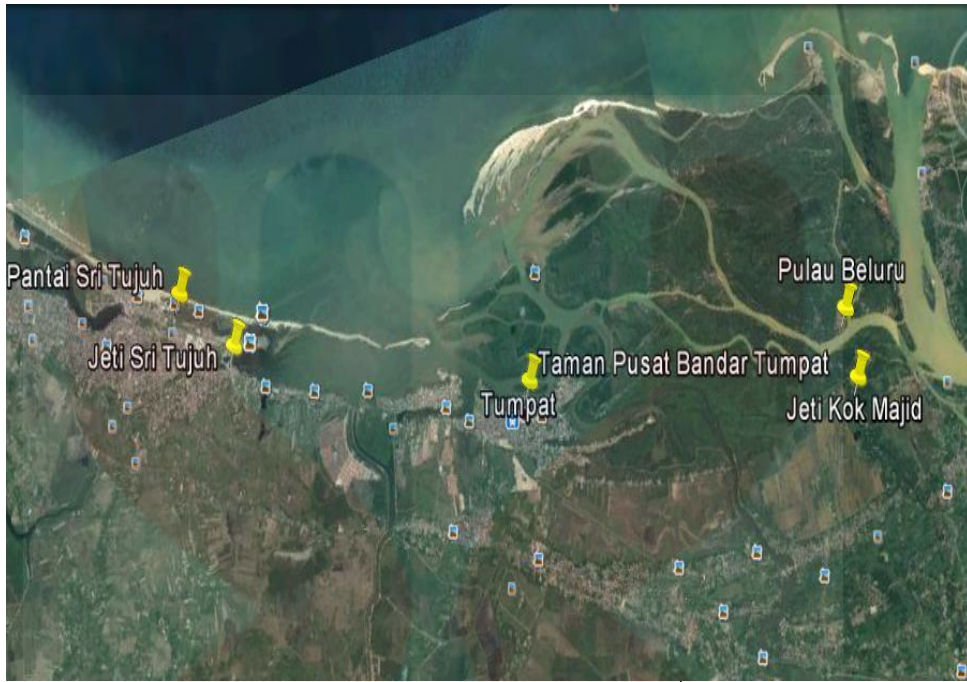 Pantai Sri Tujuh
Pulau Beluru
Jeti Sri Tujuh
Taman Pusat Bandar Tumpat
Tumpat
Jeti Kok Majid